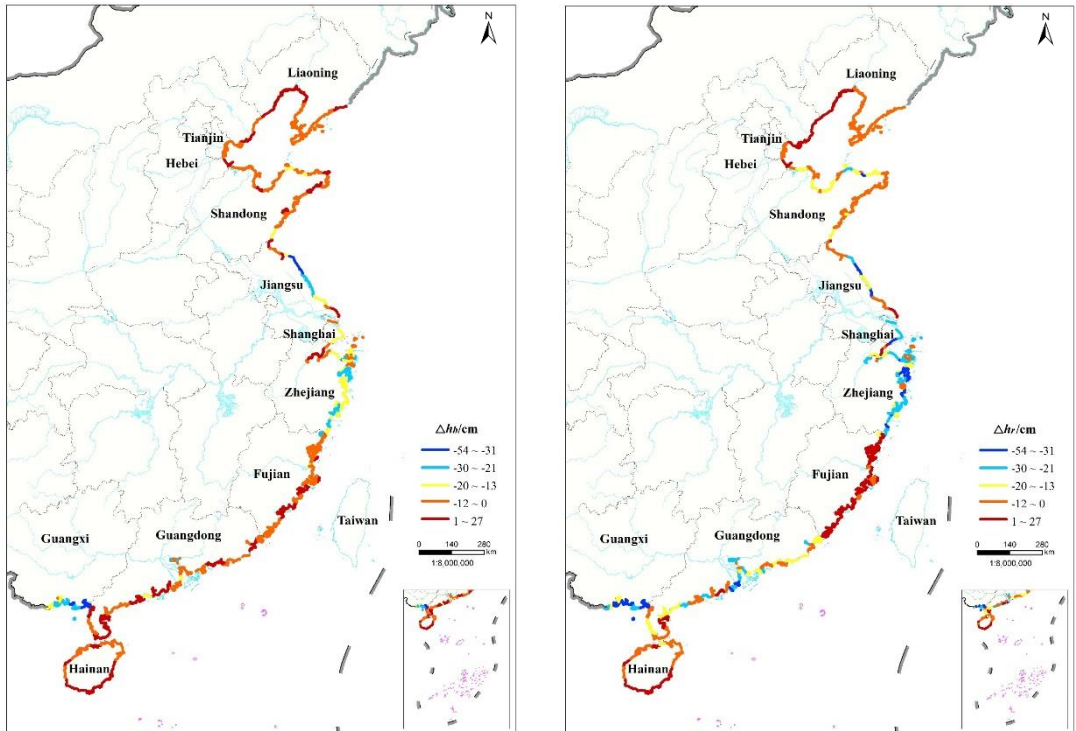 N
Liaoning
Tianjin
Hebei
Shandong
Jiangsu
Shanghai
Zhejiang
△hb/cm
-54 ~ -31
-30 ~ -21
-20 ~ -13
-12 ~ 0
1 ~ 27
Fujian
Taiwan
Guangdong
Guangxi
0 140 280
km
1:8,000,000
Hainan
N
Liaoning
Tianjin
Hebei
Shandong
Jiangsu
Shanghai
Zhejiang
△hr/cm
-54 ~ -31
-30 ~ -21
-20 ~ -13
-12 ~ 0
1 ~ 27
Fujian
Taiwan
Guangdong
Guangxi
0 140 280
km
1:8,000,000
Hainan